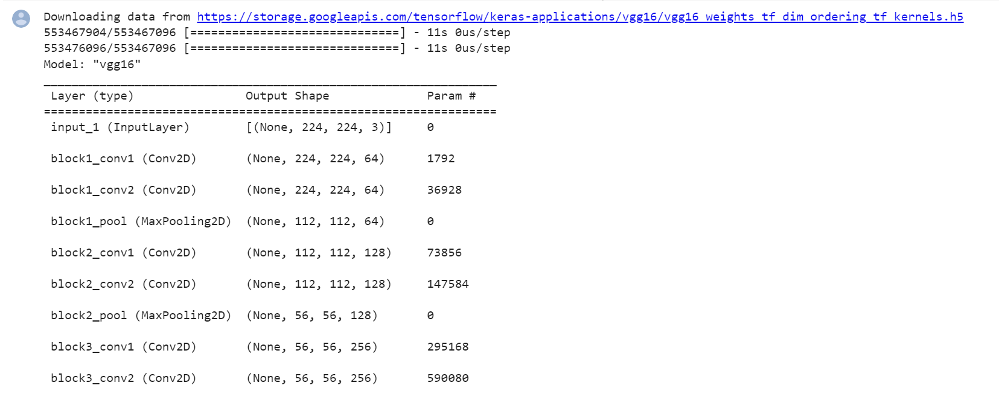 Downloading data from https://storage.googleapis.com/tensorflow/keras-applications/vgg16/vgg16_weights_tf_dim_ordering_tf_kernels.h5
553467904/553467096 [==============================] - 11s 0us/step
553476096/553467096 [==============================] - 11s 0us/step
Model: "vgg16"
_________________________________________________________________
Layer (type) Output Shape Param #
=================================================================
input_1 (InputLayer) [(None, 224, 224, 3)] 0
block1_conv1 (Conv2D) (None, 224, 224, 64) 1792
block1_conv2 (Conv2D) (None, 224, 224, 64) 36928
block1_pool (MaxPooling2D) (None, 112, 112, 64) 0
block2_conv1 (Conv2D) (None, 112, 112, 128) 73856
block2_conv2 (Conv2D) (None, 112, 112, 128) 147584
block2_pool (MaxPooling2D) (None, 56, 56, 128) 0
block3_conv1 (Conv2D) (None, 56, 56, 256) 295168
block3_conv2 (Conv2D) (None, 56, 56, 256) 590080